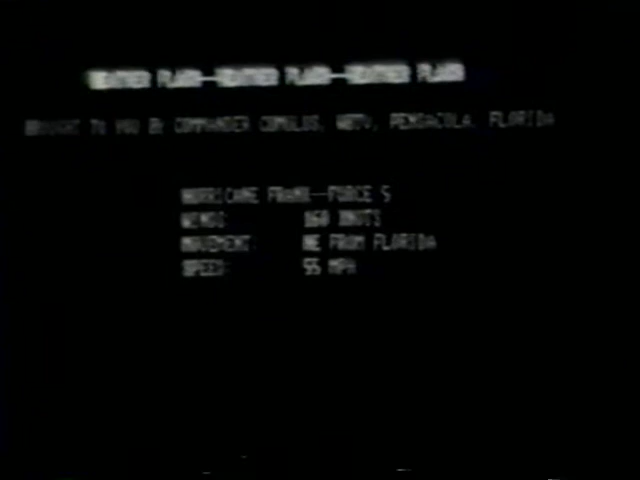 WEATHER FLASH--WEATHER FLASH--WEATHER FLASH
BROUGHT TO YOU BY COMMANDER CUMULUS, WDTV, PENSACOLA, FLORIDA
HURRICANE FRANK--FORCE 5
WINDS: 160 KNOTS
MOVEMENT: NE FROM FLORIDA
SPEED: 55 MPH